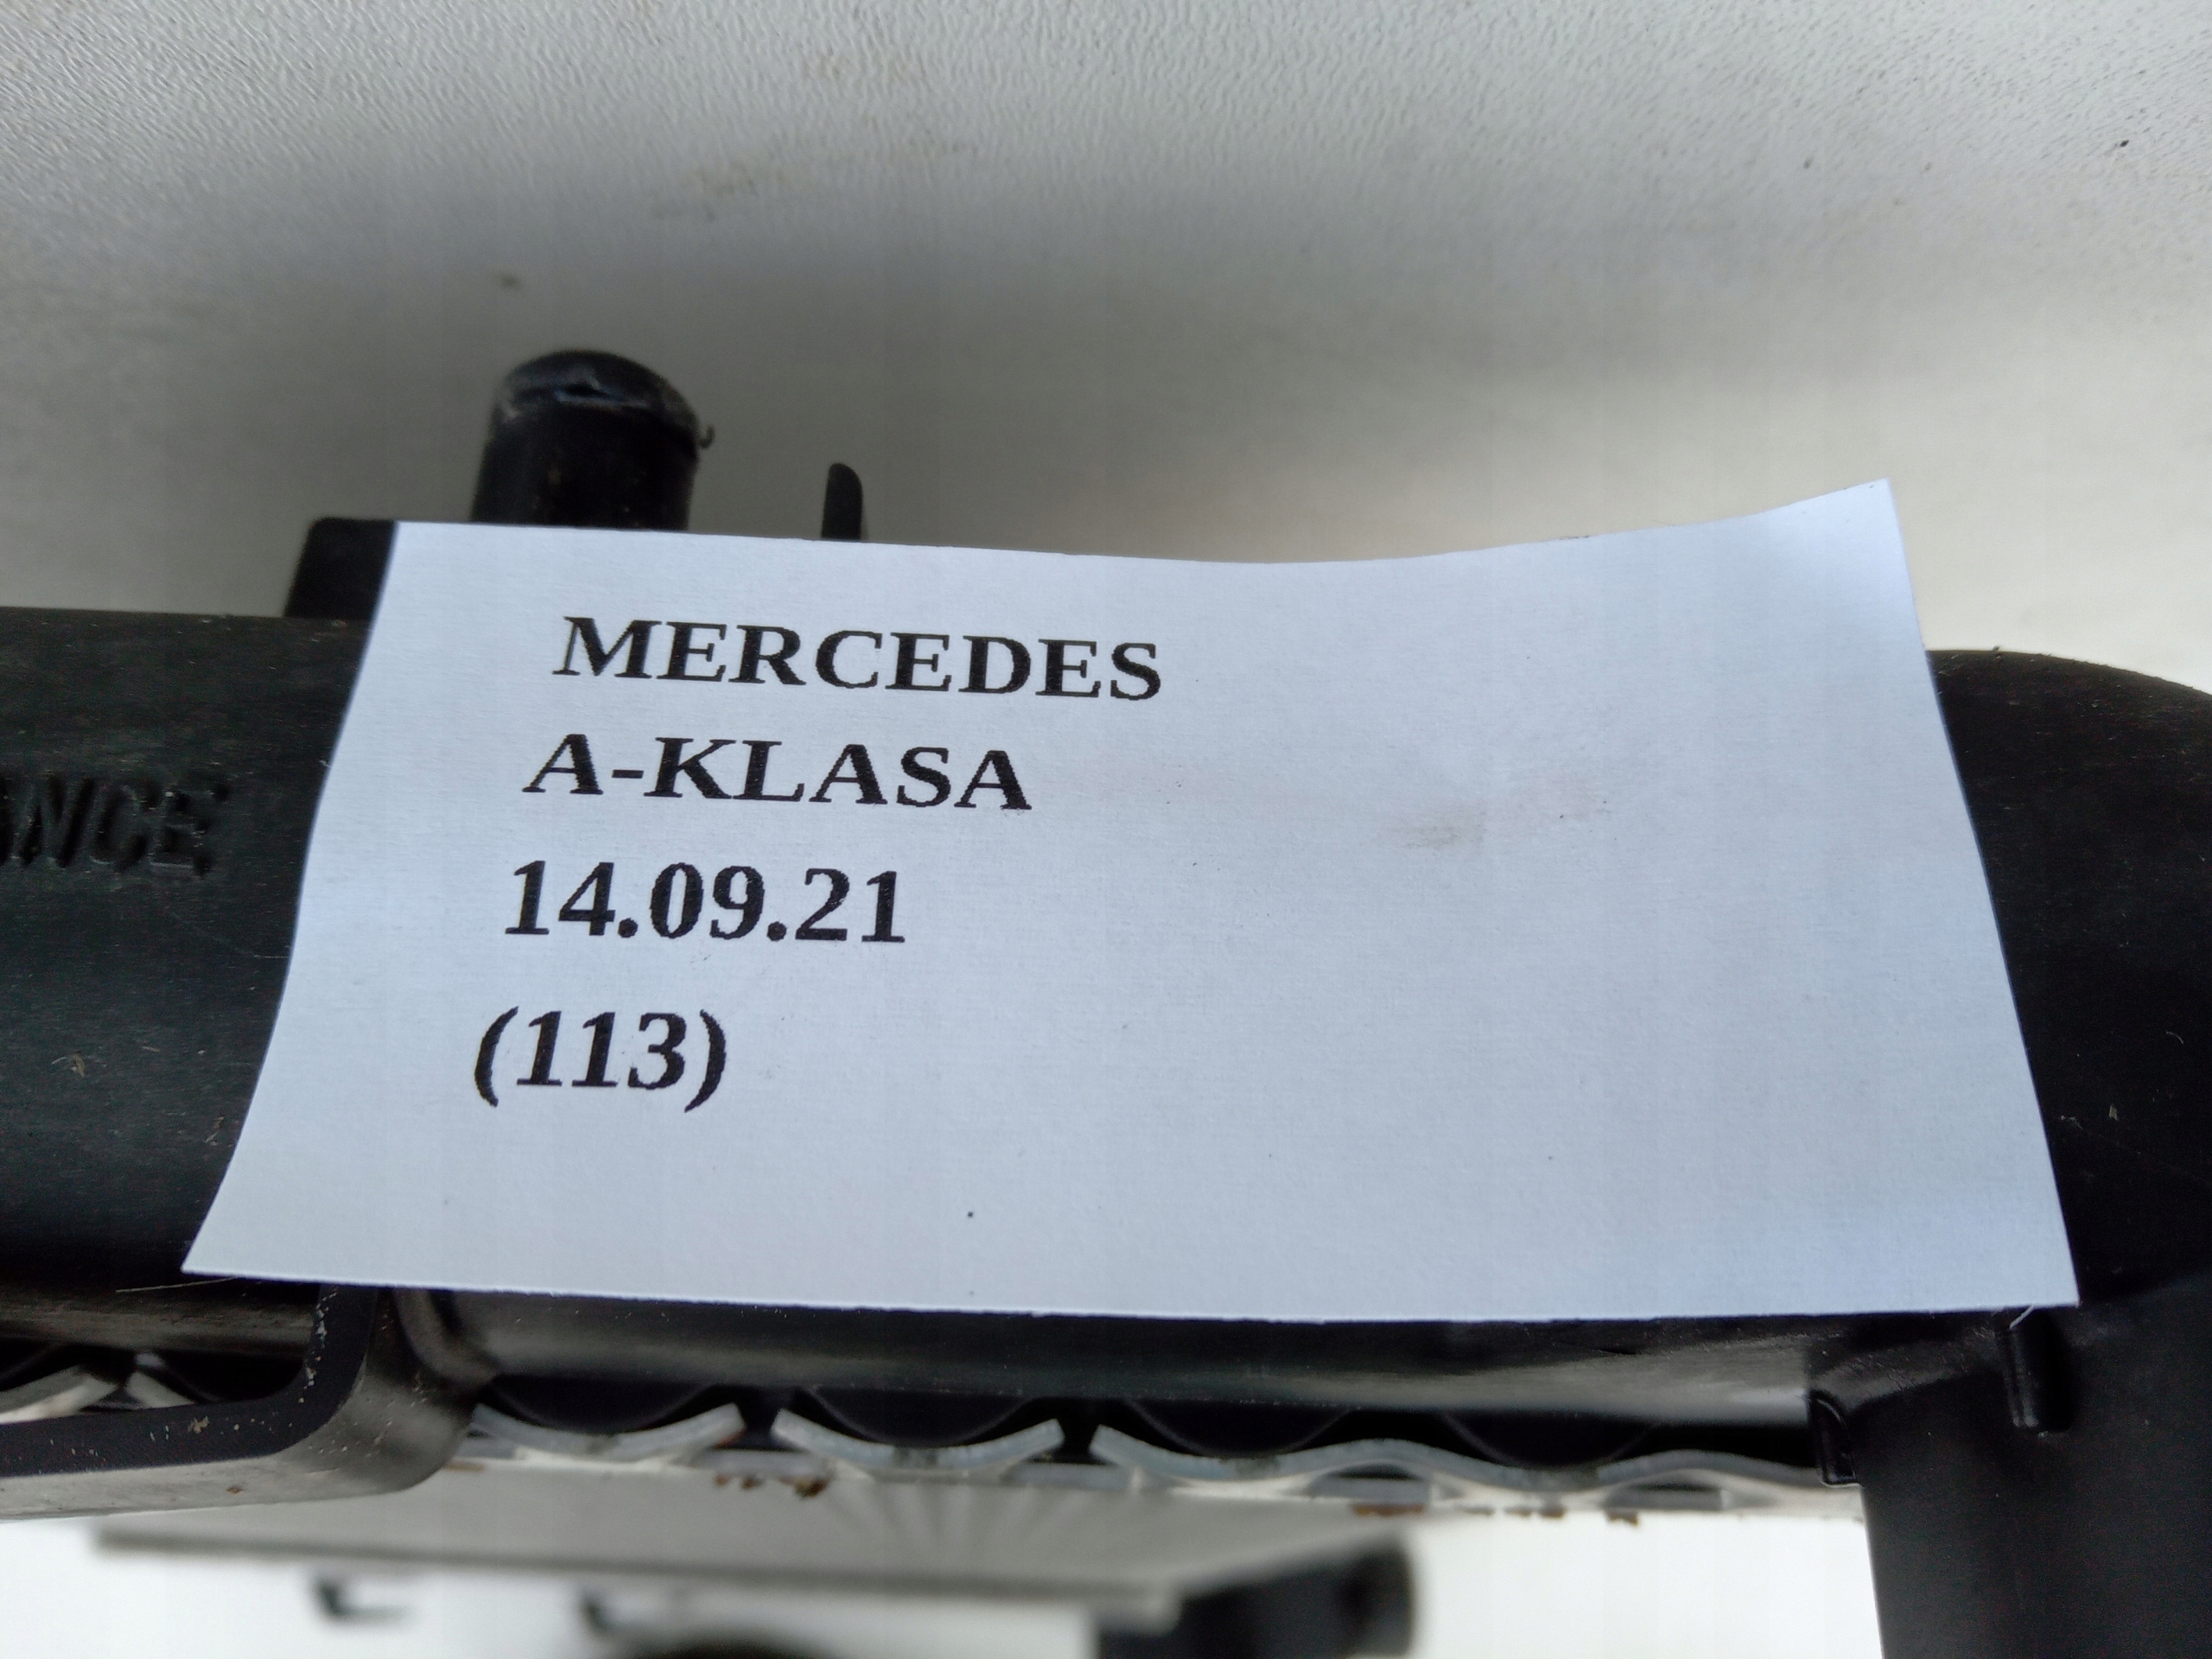 MERCEDES
A-KLASA
14.09.21
(113)